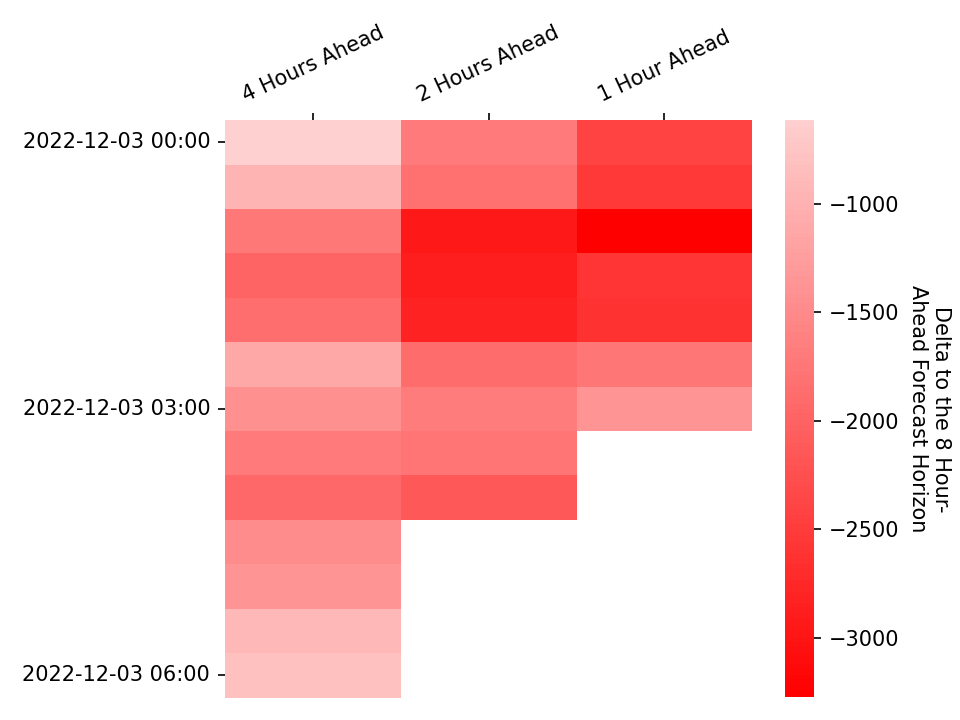 4 Hours Ahead
2 Hours Ahead
1 Hour Ahead
2022-12-03 00:00
2022-12-03 03:00
2022-12-03 06:00
−1000
−1500
−2000
−2500
−3000
Delta to the 8 Hour-
Ahead Forecast Horizon